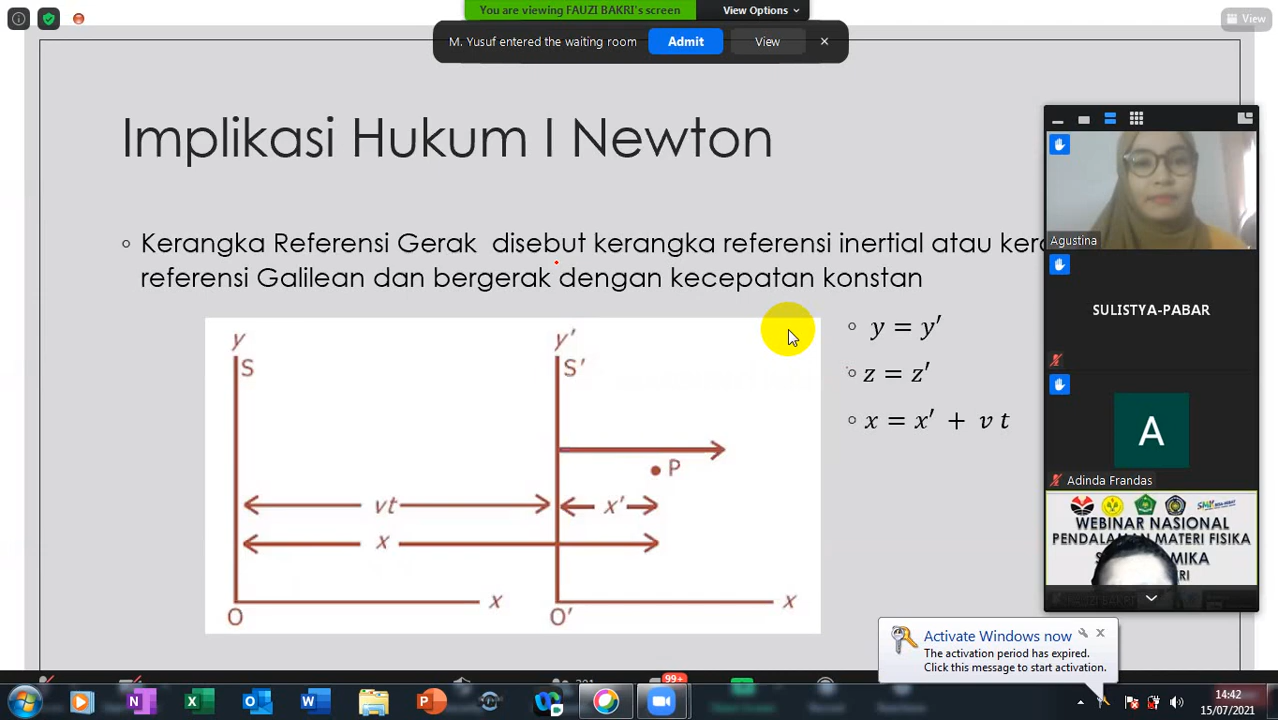 You are viewing FAUZI BAKRI's screen
View Options
View
M. Yusuf entered the waiting room
Admit
View
Implikasi Hukum I Newton
Kerangka Referensi Gerak disebut kerangka referensi inertial atau
referensi Galilean dan bergerak dengan kecepatan konstan
y
S
y′
S′
P
vt
x′
x
O
x
O′
x
y = y′
z = z′
x = x′ + v t
Agustina
SULISTYA-PABAR
A
Adinda Frandas
WEBINAR NASIONAL
PENDALAMAN MATERI FISIKA
Activate Windows now
The activation period has expired.
Click this message to start activation.
99+
14:42
15/07/2021